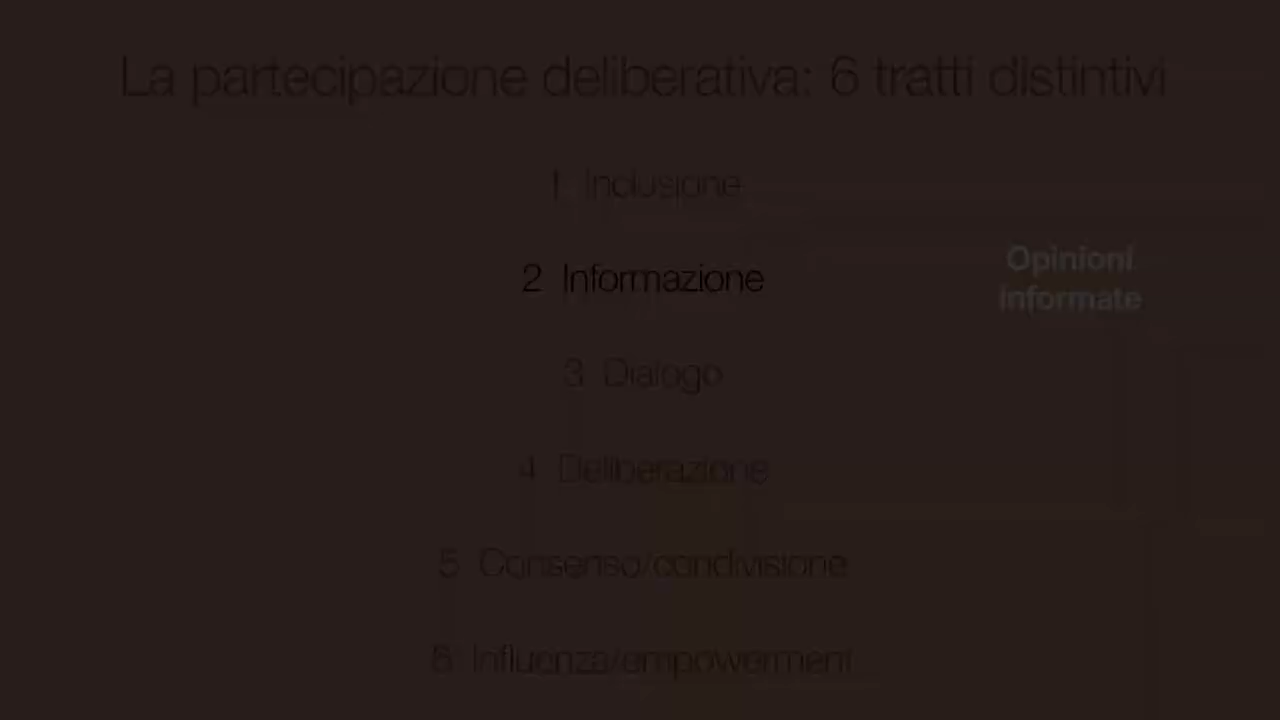 La partecipazione deliberativa: 6 tratti distintivi
1 Inclusione
2 Informazione
Opinioni
informate
3 Dialogo
4 Deliberazione
5 Consenso/condivisione
6 Influenza/empowerment